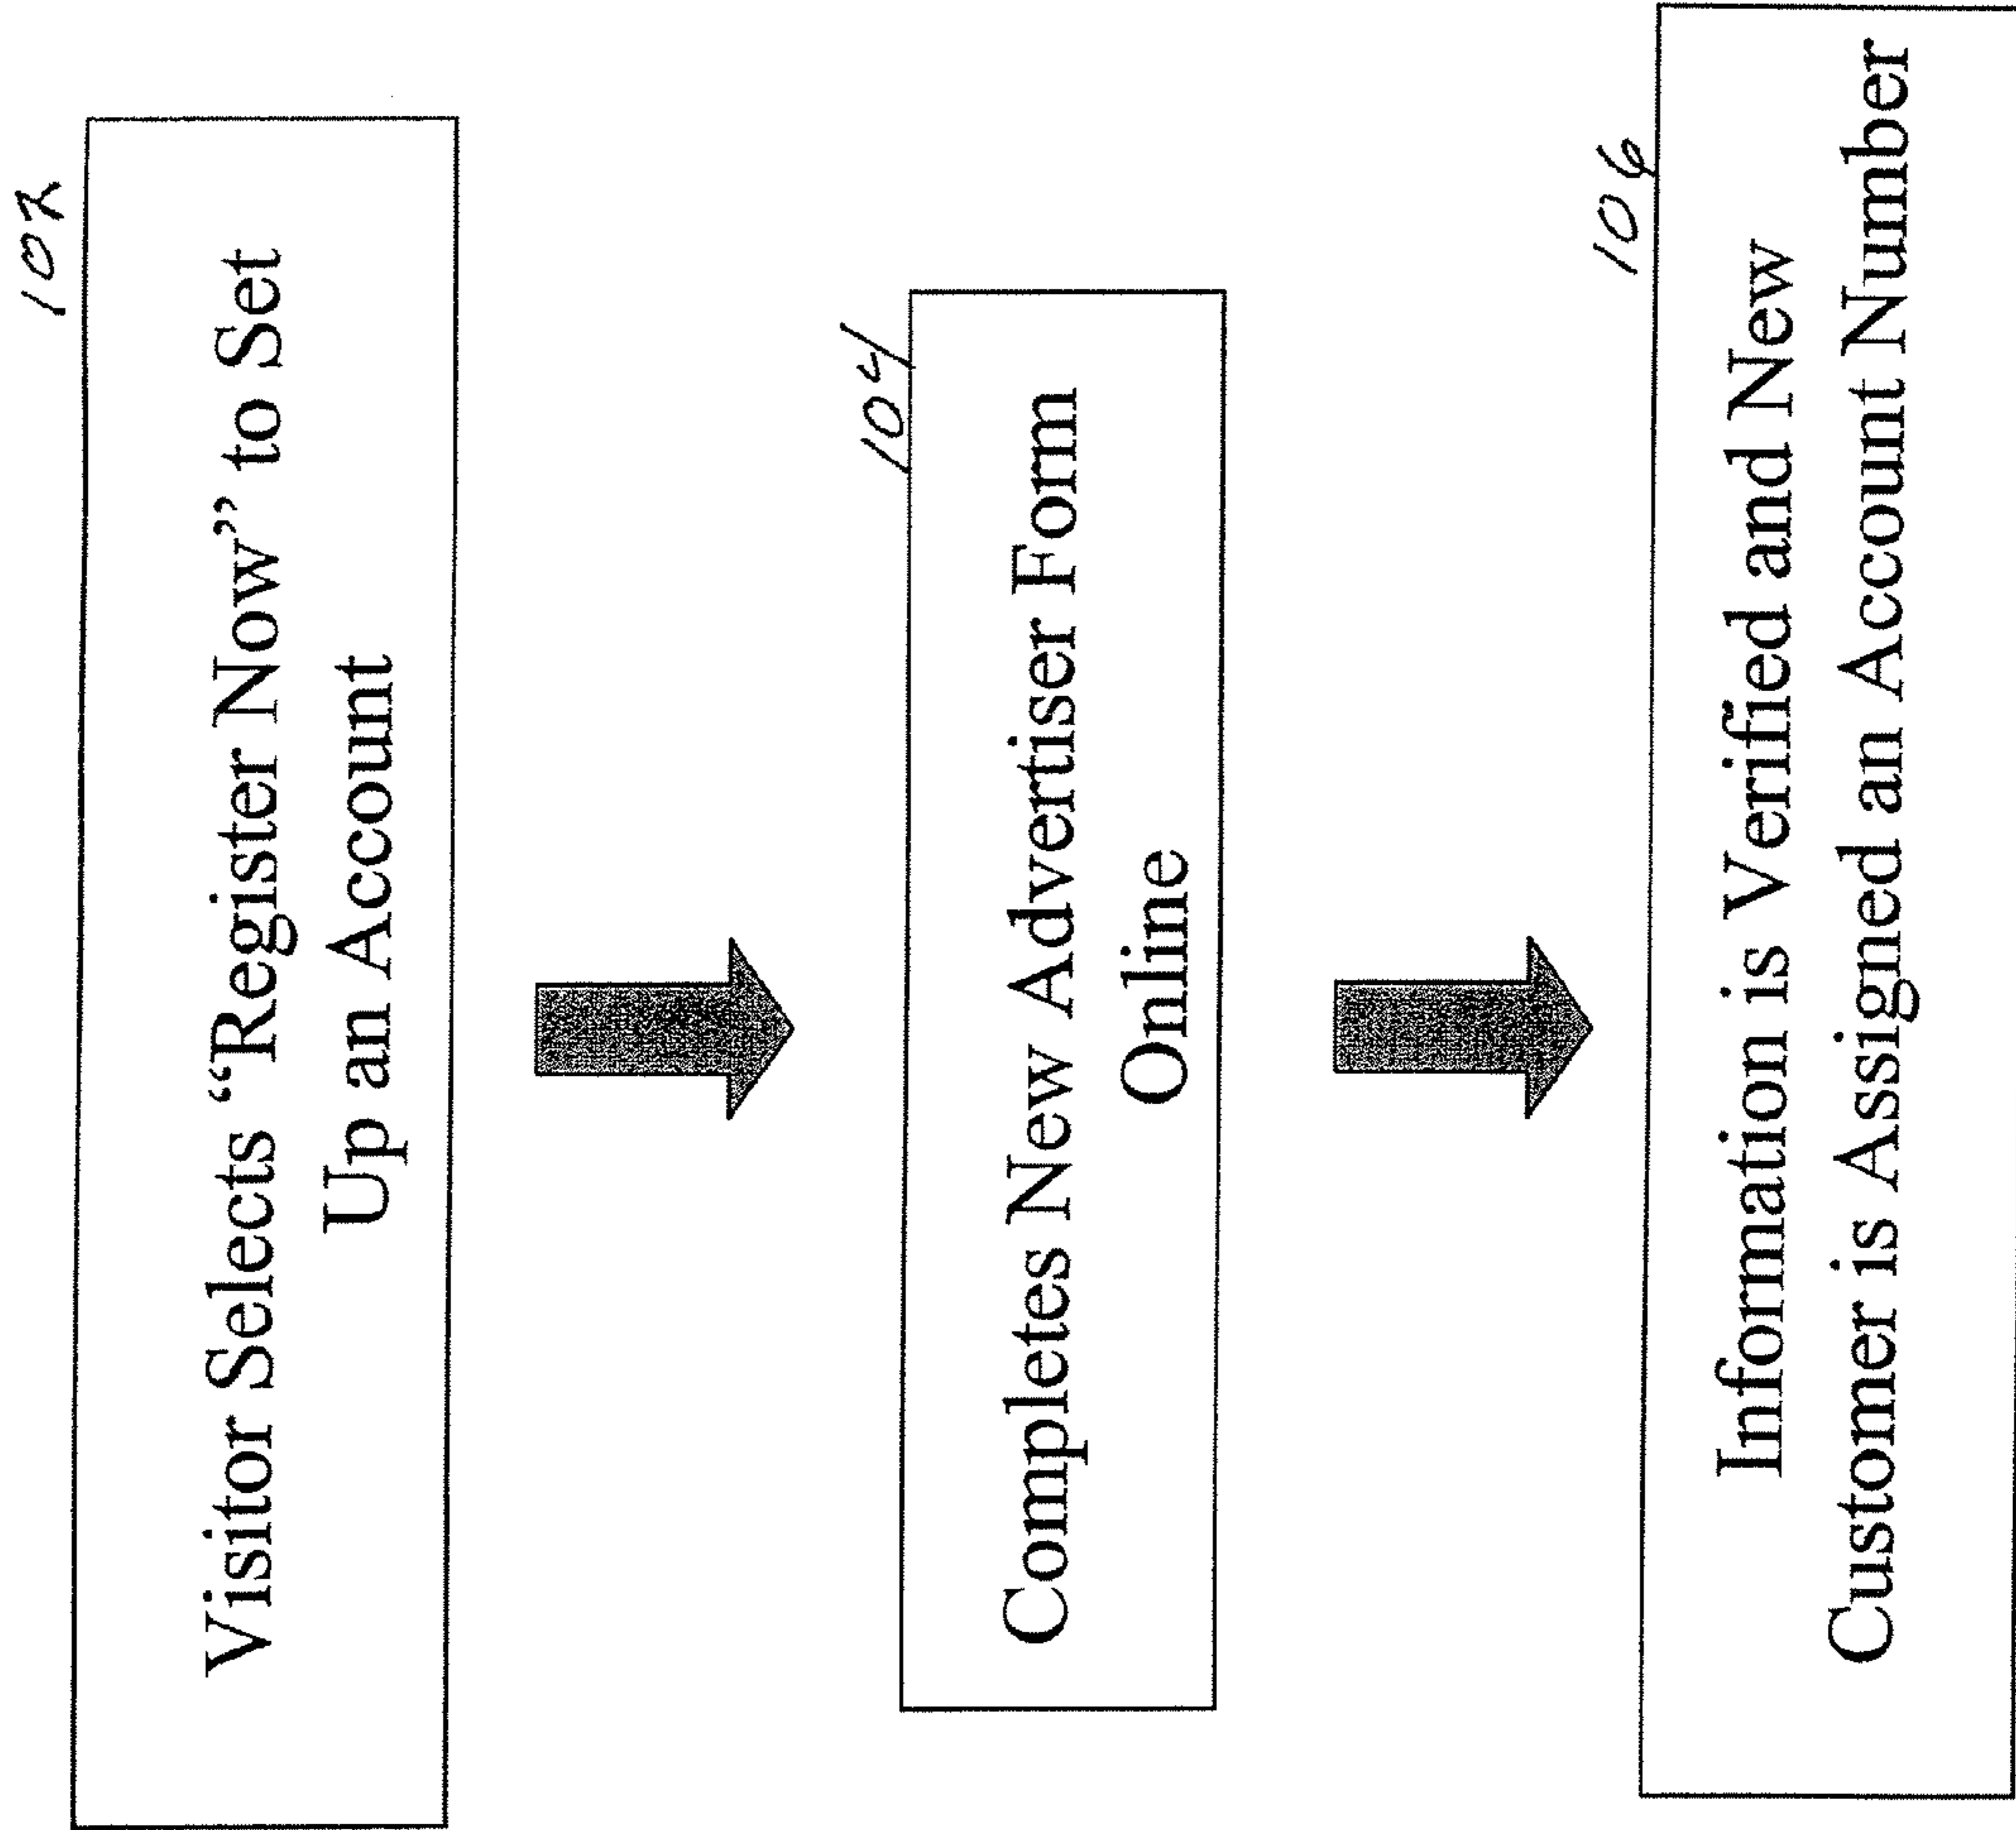 102
Visitor Selects “Register Now” to Set
Up an Account
104
Completes New Advertiser Form
Online
106
Information is Verified and New
Customer is Assigned an Account Number